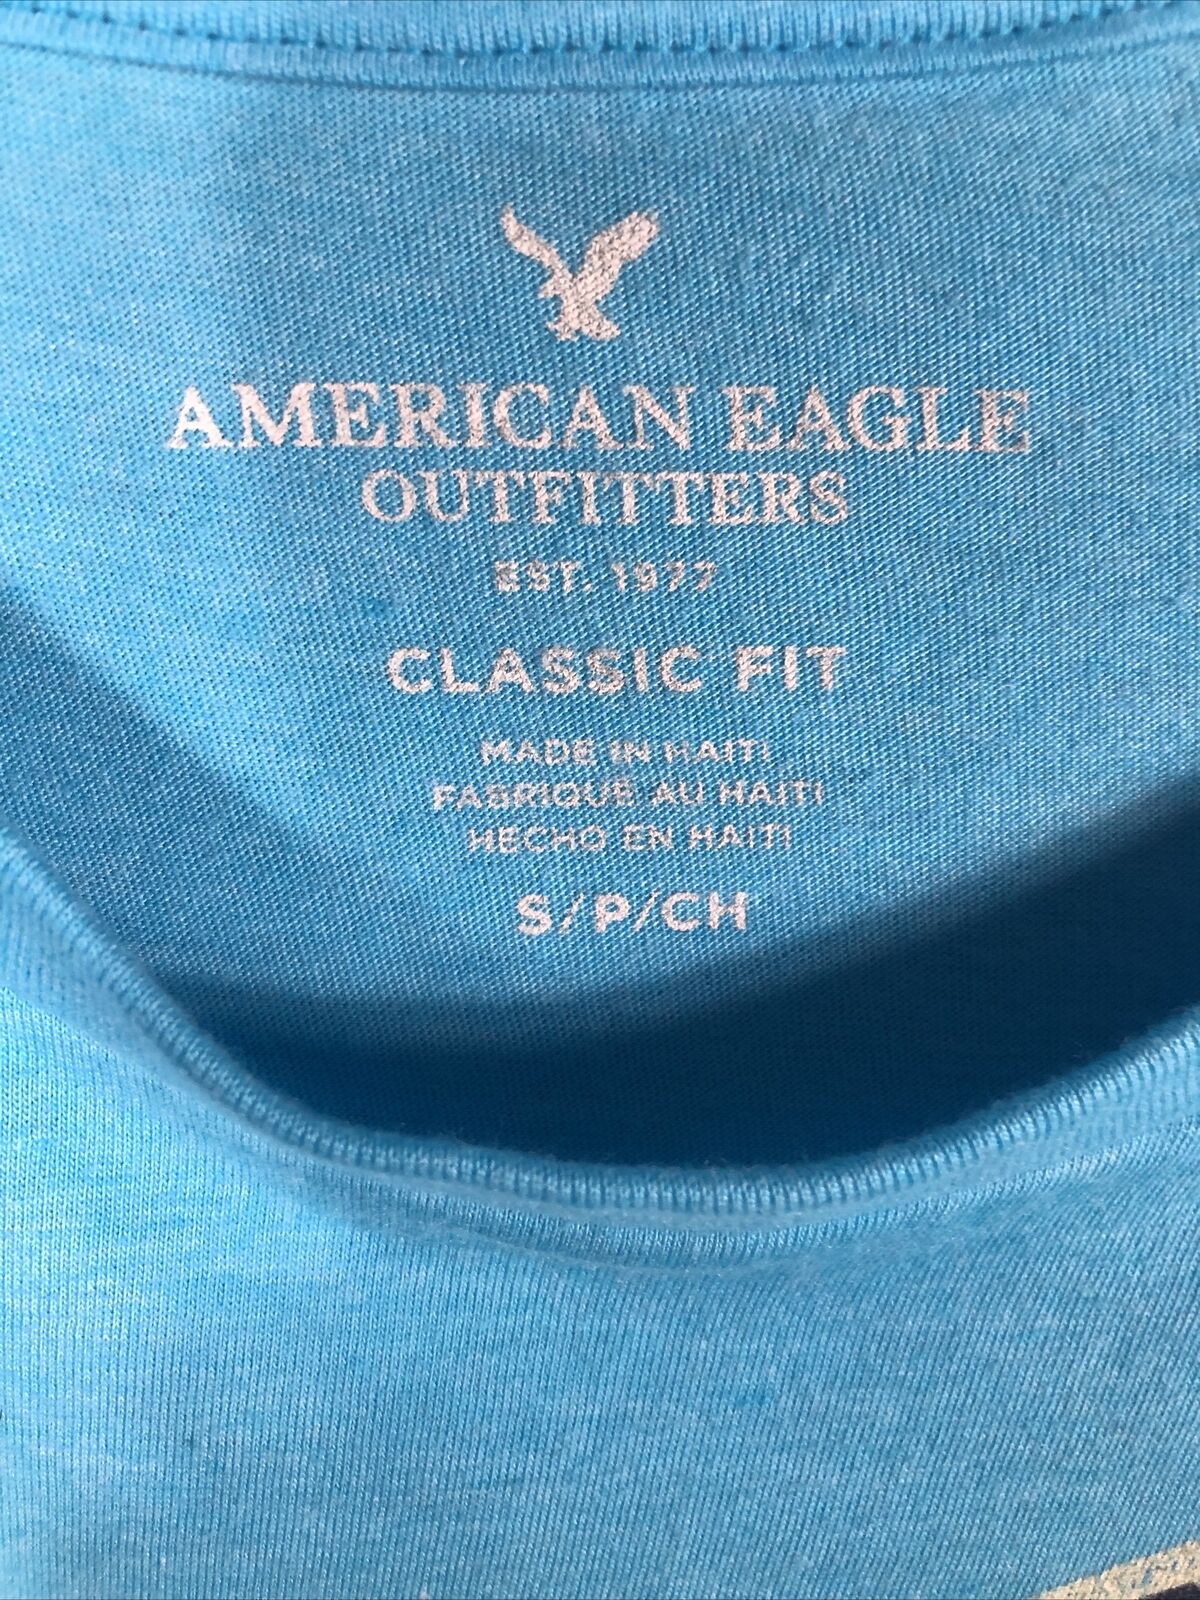 AMERICAN EAGLE
OUTFITTERS
EST. 1977
CLASSIC FIT
MADE IN HAITI
FABRIQUÉ AU HAITI
HECHO EN HAITI
S/P/CH